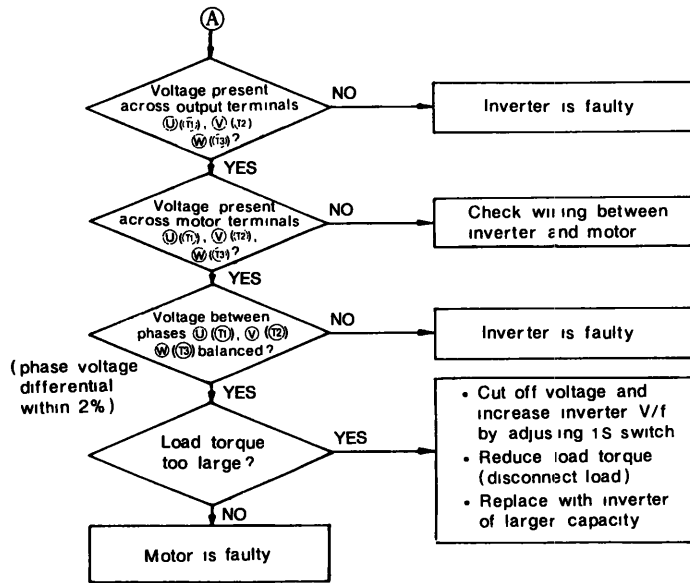 A
Voltage present
across output terminals
U (T1), V (T2)
W (T3) ?
NO
Inverter is faulty
YES
Voltage present
across motor terminals
U (T1), V (T2),
W (T3) ?
NO
Check wiring between
inverter and motor
YES
Voltage between
phases U (T1), V (T2)
W (T3) balanced ?
NO
Inverter is faulty
(phase voltage
differential
within 2%)
YES
Load torque
too large ?
YES
• Cut off voltage and
increase inverter V/f
by adjusting 1S switch
• Reduce load torque
(disconnect load)
• Replace with inverter
of larger capacity
NO
Motor is faulty